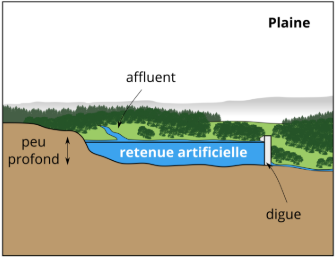 Plaine
affluent
peu
profond
retenue artificielle
digue